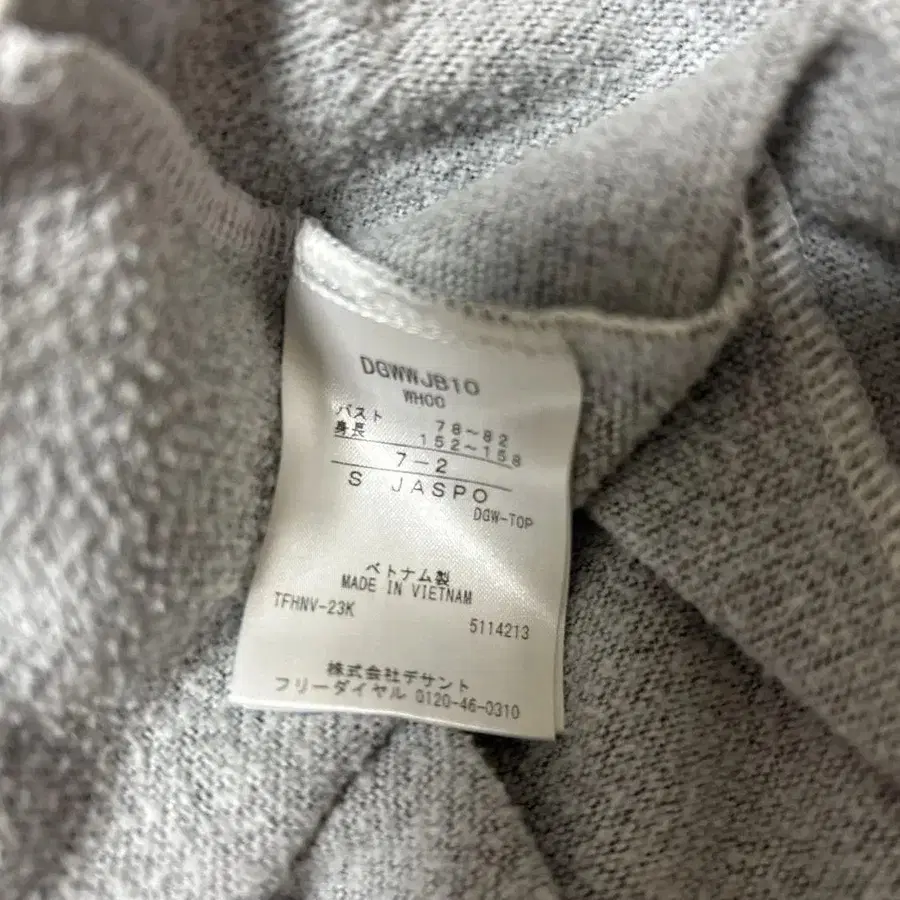 DGWWJB10
WH00
バスト 78~82
身長 152~158
7-2
S JASPO
DGW-TOP
ベトナム製
MADE IN VIETNAM
TFHNV-23K
5114213
株式会社デサント
フリーダイヤル 0120-46-0310